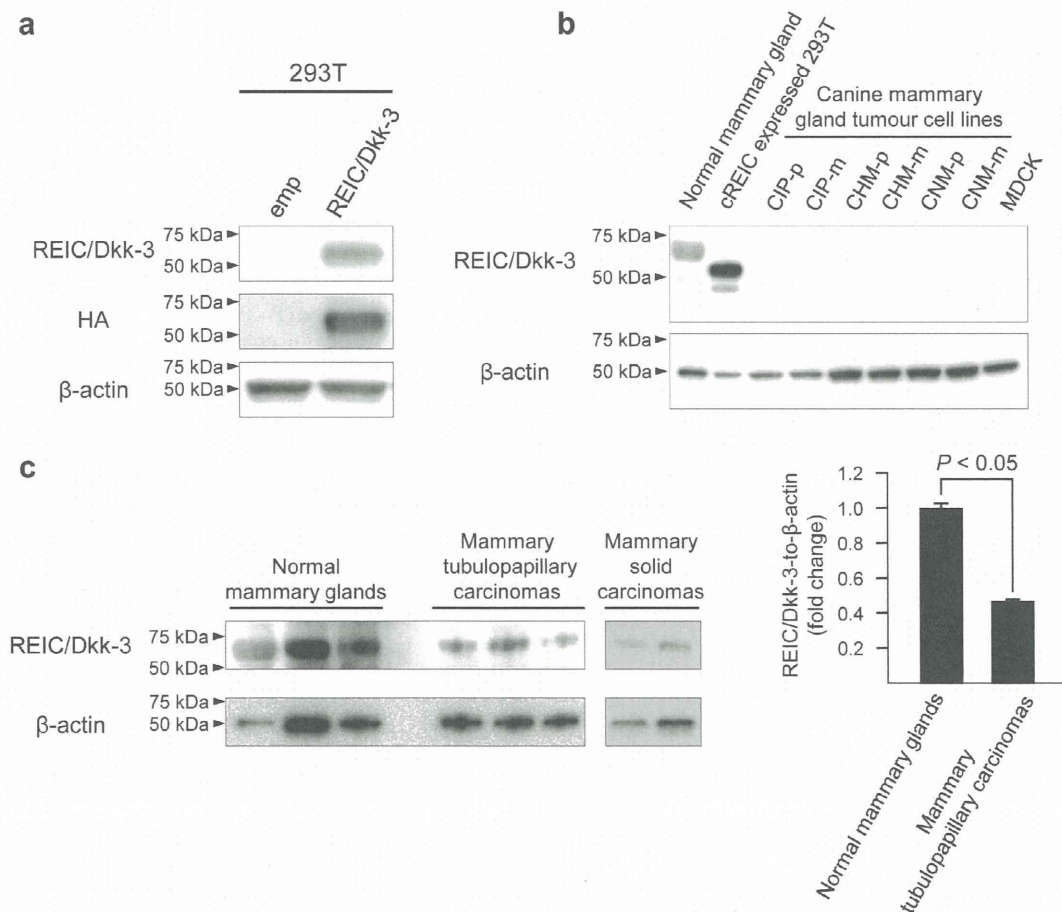 a
293T
emp
REIC/Dkk-3
REIC/Dkk-3
75 kDa
50 kDa
HA
75 kDa
50 kDa
β-actin
75 kDa
50 kDa
b
Normal mammary gland
cREIC expressed 293T
Canine mammary
gland tumour cell lines
CIP-p
CIP-m
CHM-p
CHM-m
CNM-p
CNM-m
MDCK
REIC/Dkk-3
75 kDa
50 kDa
β-actin
75 kDa
50 kDa
c
Normal
mammary glands
Mammary
tubulopapillary
carcinomas
Mammary
solid
carcinomas
REIC/Dkk-3
75 kDa
50 kDa
β-actin
75 kDa
50 kDa
P < 0.05
REIC/Dkk-3-to-β-actin
(fold change)
1.2
1.0
0.8
0.6
0.4
0.2
Normal mammary glands
Mammary
tubulopapillary carcinomas